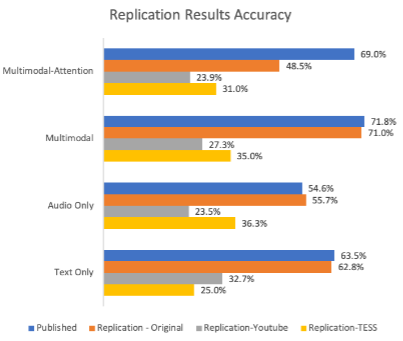 Replication Results Accuracy
Multimodal-Attention
69.0%
48.5%
23.9%
31.0%
Multimodal
71.8%
71.0%
27.3%
35.0%
Audio Only
54.6%
55.7%
23.5%
36.3%
Text Only
63.5%
62.8%
32.7%
25.0%
Published Replication - Original Replication-Youtube Replication-TESS